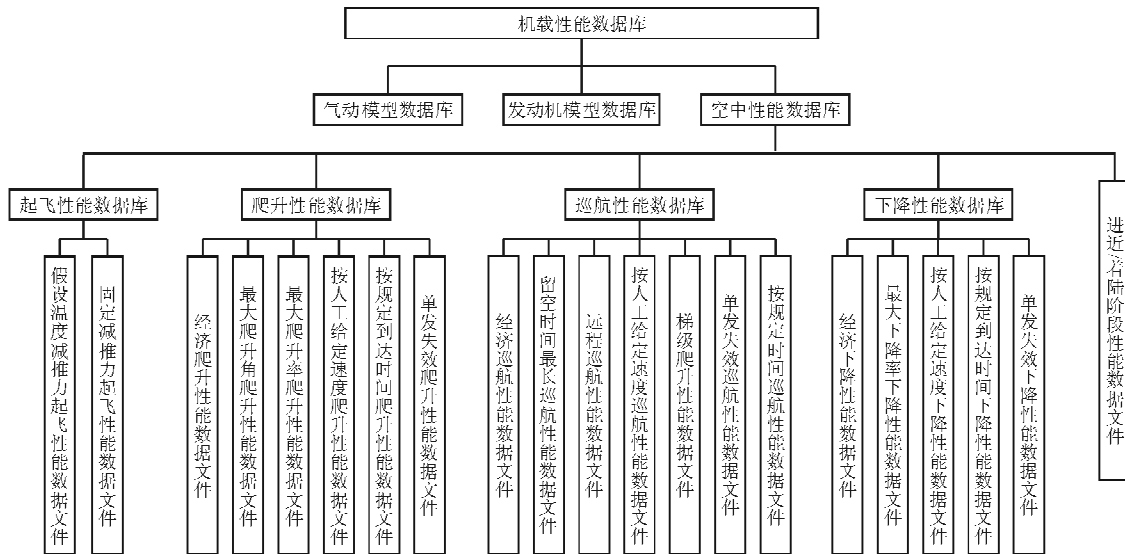 机载性能数据库
气动模型数据库
发动机模型数据库
空中性能数据库
起飞性能数据库
爬升性能数据库
巡航性能数据库
下降性能数据库
进近/着陆阶段性能数据文件
假设温度减推力起飞性能数据文件
固定减推力起飞性能数据文件
经济爬升性能数据文件
最大爬升角爬升性能数据文件
最大爬升率爬升性能数据文件
按人工给定速度爬升性能数据文件
按规定到达时间爬升性能数据文件
单发失效爬升性能数据文件
经济巡航性能数据文件
留空时间最长巡航性能数据文件
远程巡航性能数据文件
按人工给定速度巡航性能数据文件
梯级爬升性能数据文件
单发失效巡航性能数据文件
按规定时间巡航性能数据文件
经济下降性能数据文件
最大下降率下降性能数据文件
按人工给定速度下降性能数据文件
按规定到达时间下降性能数据文件
单发失效下降性能数据文件